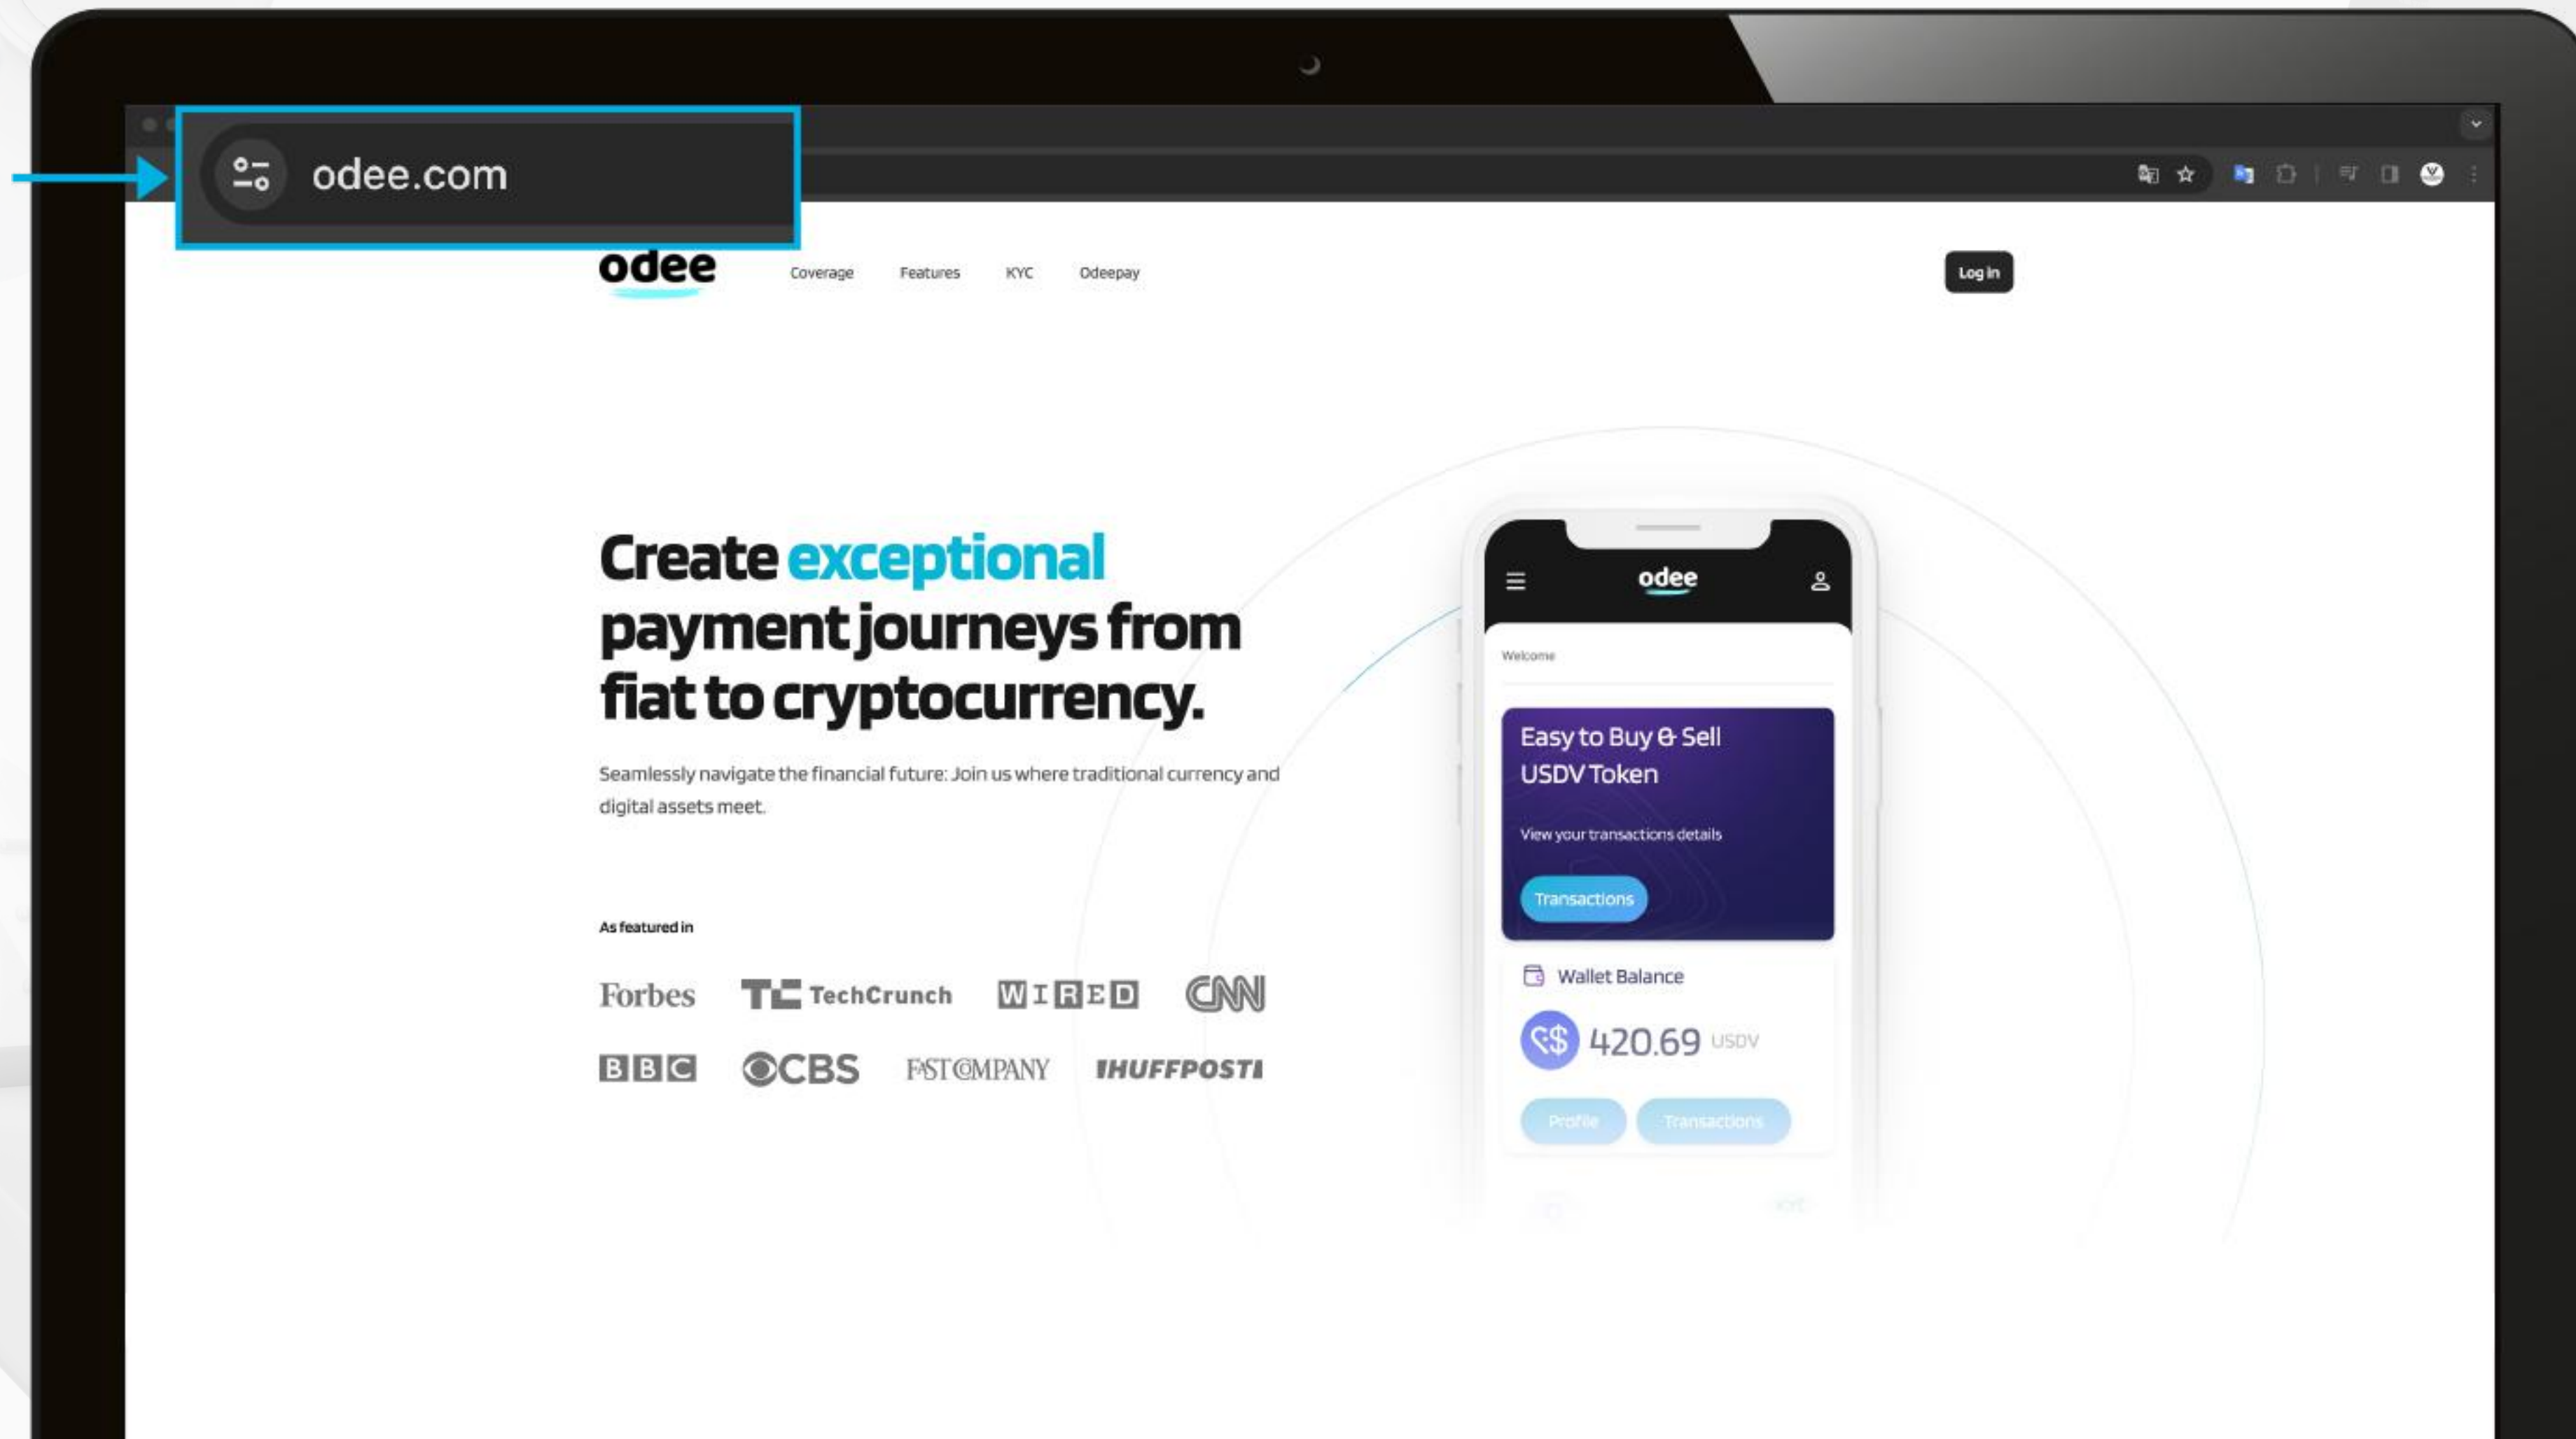 odee.com
odee
Coverage
Features
KYC
Odeepay
Log in
Create exceptional
payment journeys from
fiat to cryptocurrency.
Seamlessly navigate the financial future: Join us where traditional currency and
digital assets meet.
As featured in
Forbes
TC TechCrunch
WIRED
CNN
BBC
CBS
FAST COMPANY
HUFFPOST
odee
Welcome
Easy to Buy & Sell
USDV Token
View your transactions details
Transactions
Wallet Balance
420.69 USDV
Profile
Transactions
KYC